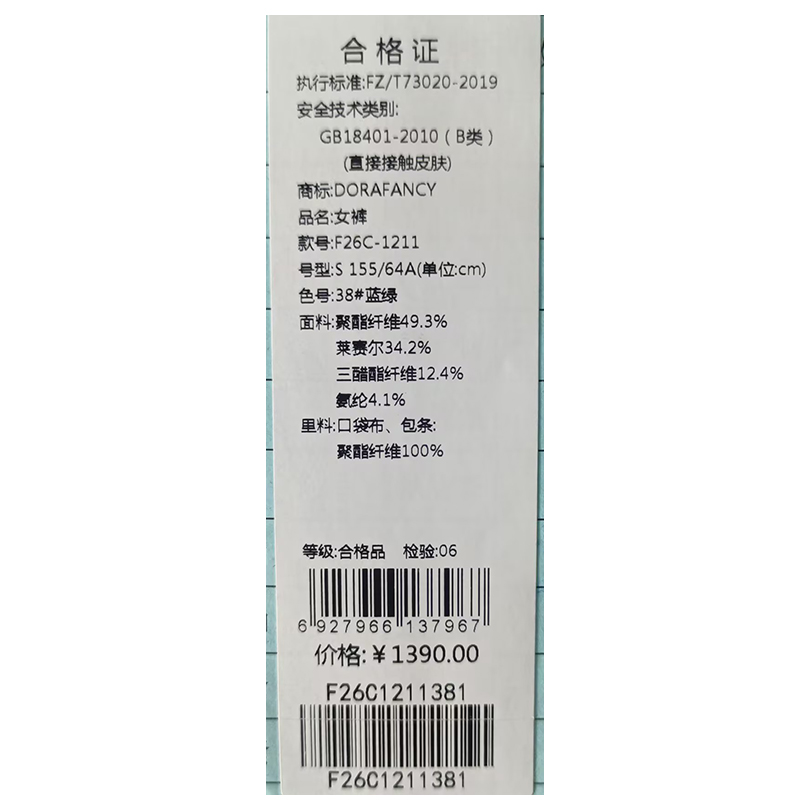 合格证
执行标准:FZ/T73020-2019
安全技术类别:
GB18401-2010（B类）
(直接接触皮肤)
商标:DORAFANCY
品名:女裤
款号:F26C-1211
号型:S 155/64A(单位:cm)
色号:38#蓝绿
面料:聚酯纤维49.3%
莱赛尔34.2%
三醋酯纤维12.4%
氨纶4.1%
里料:口袋布、包条:
聚酯纤维100%
等级:合格品 检验:06
6 927966 137967
价格:￥1390.00
F26C1211381
F26C1211381